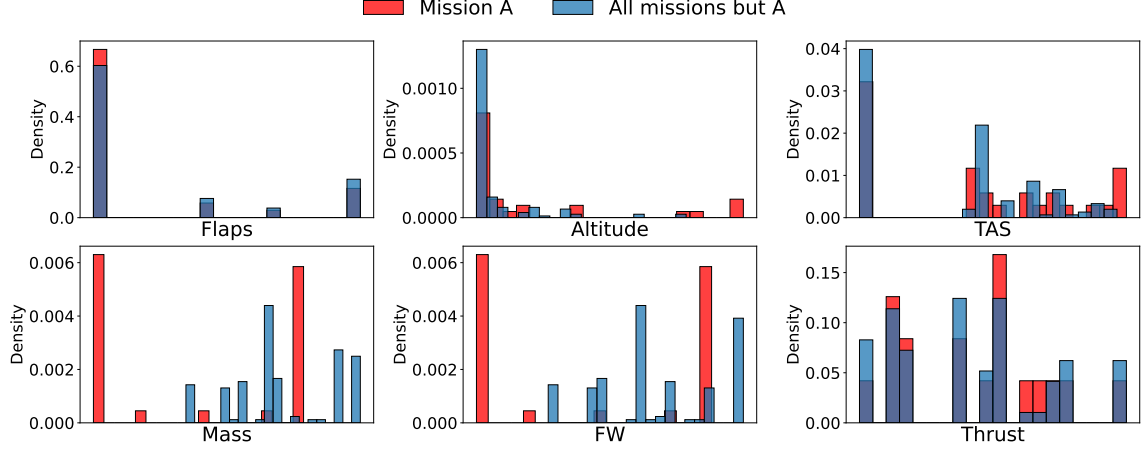 Mission A
All missions but A
Density
0.6
0.4
0.2
0.0
Flaps
Density
0.0010
0.0005
0.0000
Altitude
Density
0.04
0.03
0.02
0.01
0.00
TAS
Density
0.006
0.004
0.002
0.000
Mass
Density
0.006
0.004
0.002
0.000
FW
Density
0.15
0.10
0.05
0.00
Thrust